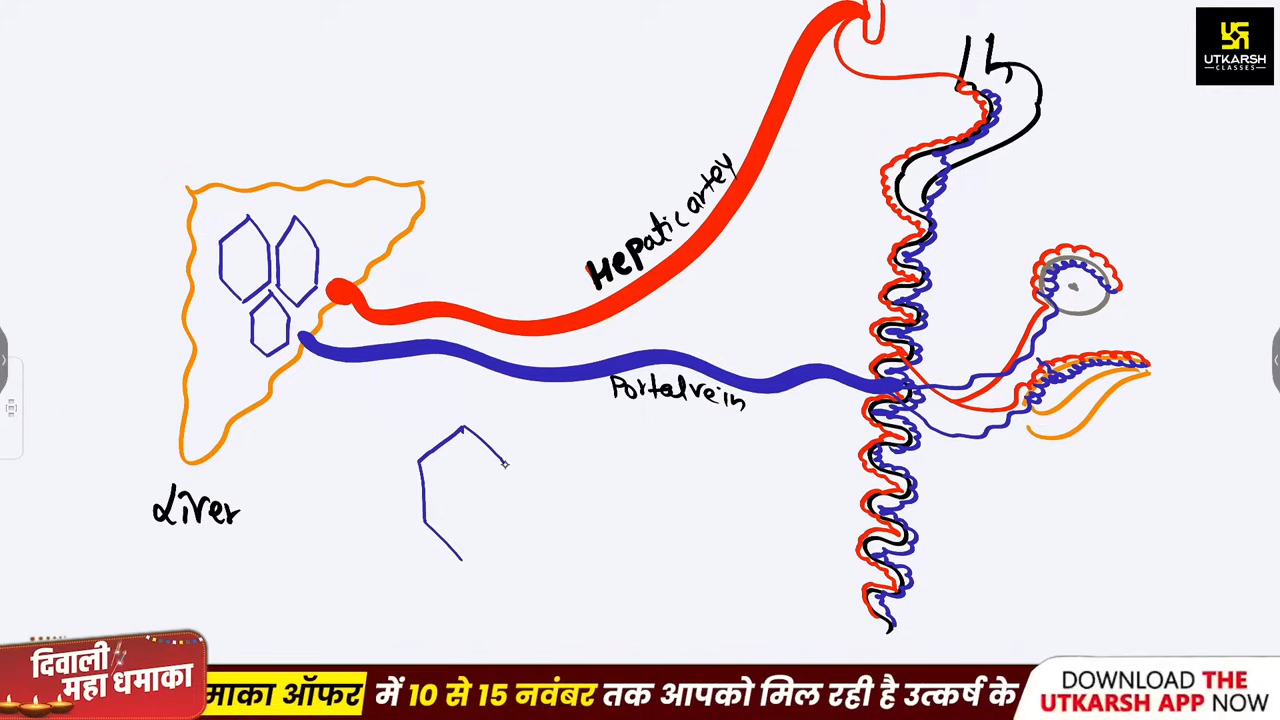 UTKARSH
CLASSES
Hepatic artey
Portalvein
Liver
दिवाली
महा धमाका
माका ऑफर में 10 से 15 नवंबर तक आपको मिल रही है उत्कर्ष के
DOWNLOAD THE
UTKARSH APP NOW